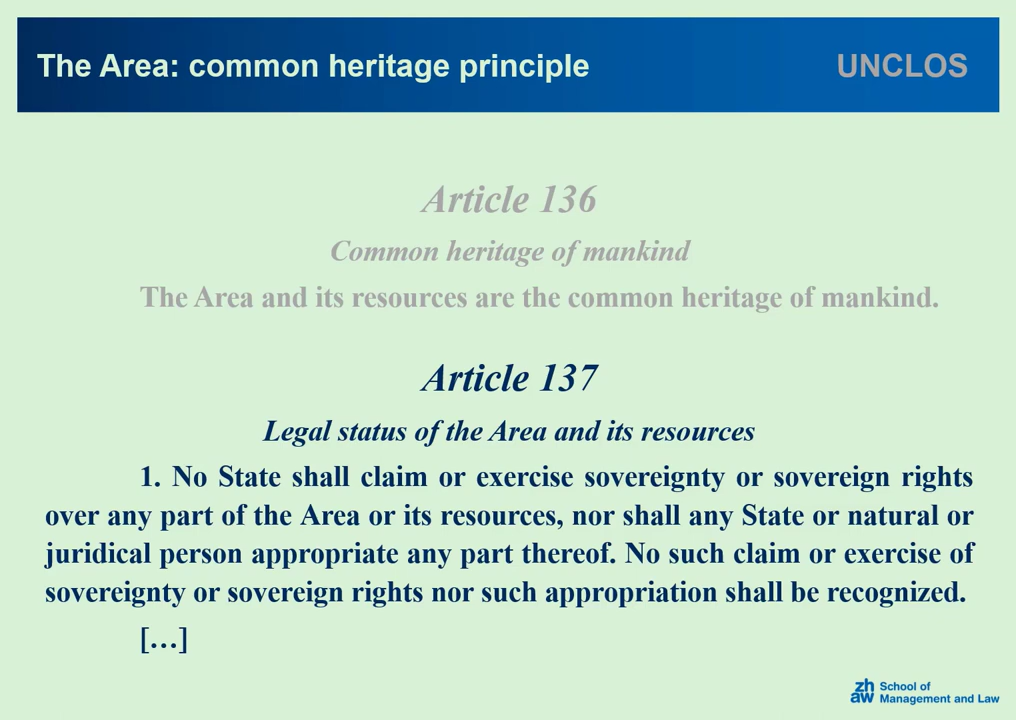 The Area: common heritage principle UNCLOS
Article 136
Common heritage of mankind
The Area and its resources are the common heritage of mankind.
Article 137
Legal status of the Area and its resources
1. No State shall claim or exercise sovereignty or sovereign rights
over any part of the Area or its resources, nor shall any State or natural or
juridical person appropriate any part thereof. No such claim or exercise of
sovereignty or sovereign rights nor such appropriation shall be recognized.
[…]
zh School of
aw Management and Law